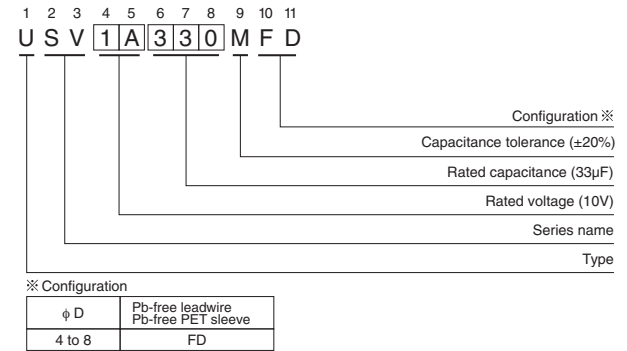 1 2 3 4 5 6 7 8 9 10 11
U S V 1 A 3 3 0 M F D
Configuration ※
Capacitance tolerance (±20%)
Rated capacitance (33µF)
Rated voltage (10V)
Series name
Type
※ Configuration
ϕ D
Pb-free leadwire
Pb-free PET sleeve
4 to 8
FD